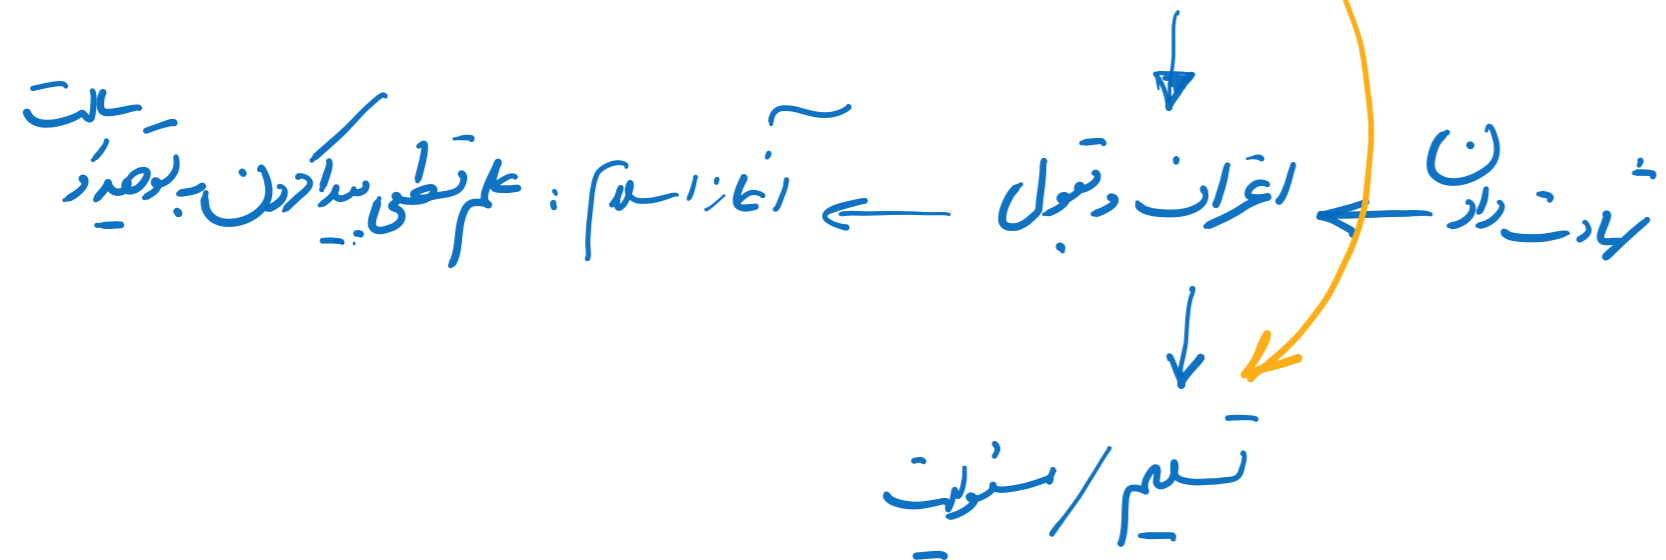 شهادت دادن ← اعتراف و قبول ← آغاز اسلام : علم قطعی پیدا کردن به توحید و رسالت
تسلیم / مسئولیت